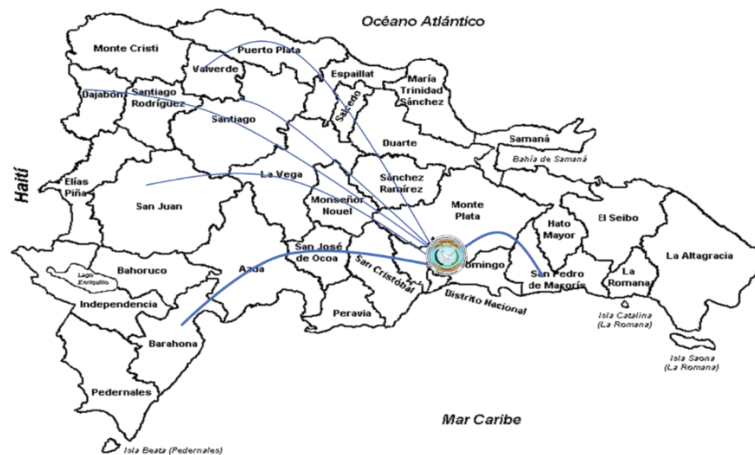 Océano Atlántico
Monte Cristi
Puerto Plata
Valverde
Espaillat
María
Trinidad
Sánchez
Dajabón
Santiago
Rodríguez
Salcedo
Santiago
Duarte
Samaná
Bahía de Samaná
Haití
Elías
Piña
La Vega
Sánchez
Ramírez
San Juan
Monseñor
Nouel
Monte
Plata
El Seibo
Hato
Mayor
La Altagracia
San José
de Ocoa
Bahoruco
Azua
Lago
Enriquillo
San Cristóbal
Domingo
San Pedro
de Macorís
La
Romana
Independencia
Distrito Nacional
Peravia
Isla Catalina
(La Romana)
Barahona
Isla Saona
(La Romana)
Pedernales
Mar Caribe
Isla Beata (Pedernales)